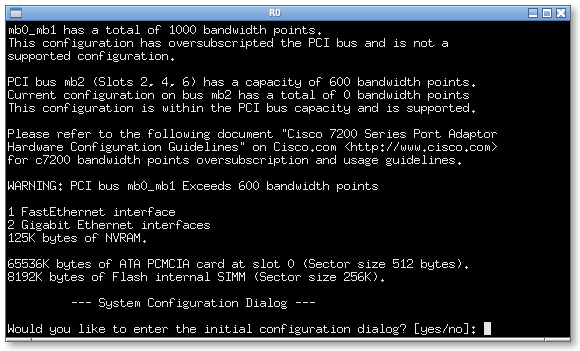 R0
mb0_mb1 has a total of 1000 bandwidth points.
This configuration has oversubscripted the PCI bus and is not a
supported configuration.
PCI bus mb2 (Slots 2, 4, 6) has a capacity of 600 bandwidth points.
Current configuration on bus mb2 has a total of 0 bandwidth points
This configuration is within the PCI bus capacity and is supported.
Please refer to the following document "Cisco 7200 Series Port Adaptor
Hardware Configuration Guidelines" on Cisco.com <http://www.cisco.com>
for c7200 bandwidth points oversubscription and usage guidelines.
WARNING: PCI bus mb0_mb1 Exceeds 600 bandwidth points
1 FastEthernet interface
2 Gigabit Ethernet interfaces
125K bytes of NVRAM.
65536K bytes of ATA PCMCIA card at slot 0 (Sector size 512 bytes).
8192K bytes of Flash internal SIMM (Sector size 256K).
--- System Configuration Dialog ---
Would you like to enter the initial configuration dialog? [yes/no]: